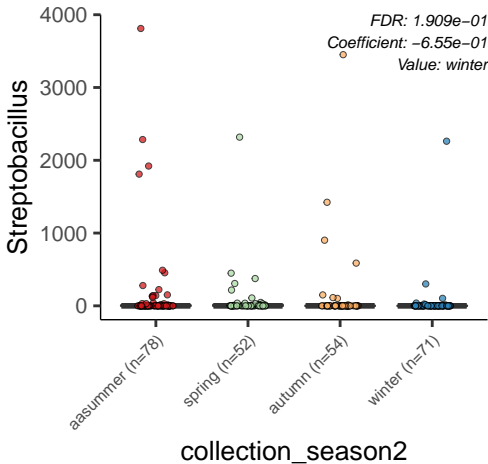 FDR: 1.909e−01
Coefficient: −6.55e−01
Value: winter
Streptobacillus
4000
3000
2000
1000
0
aasummer (n=78)
spring (n=52)
autumn (n=54)
winter (n=71)
collection_season2